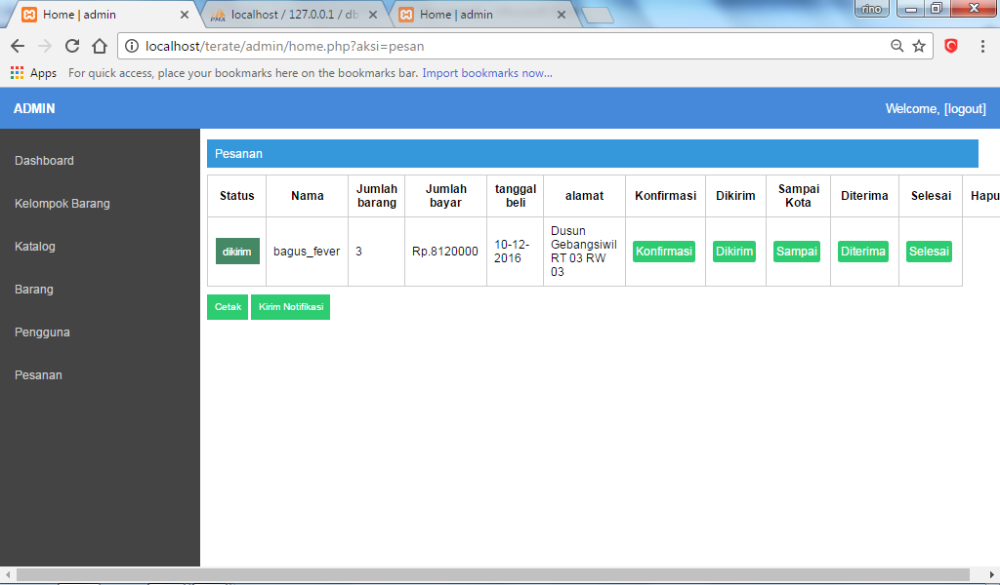 Home | admin
localhost / 127.0.0.1 / db
Home | admin
rino
localhost/terate/admin/home.php?aksi=pesan
Apps For quick access, place your bookmarks here on the bookmarks bar. Import bookmarks now...
ADMIN
Welcome, [logout]
Dashboard
Kelompok Barang
Katalog
Barang
Pengguna
Pesanan
Pesanan
Status Nama Jumlah barang Jumlah bayar tanggal beli alamat Konfirmasi Dikirim Sampai Kota Diterima Selesai Hapu
dikirim bagus_fever 3 Rp.8120000 10-12-2016 Dusun Gebangsiwil RT 03 RW 03 Konfirmasi Dikirim Sampai Diterima Selesai
Cetak Kirim Notifikasi